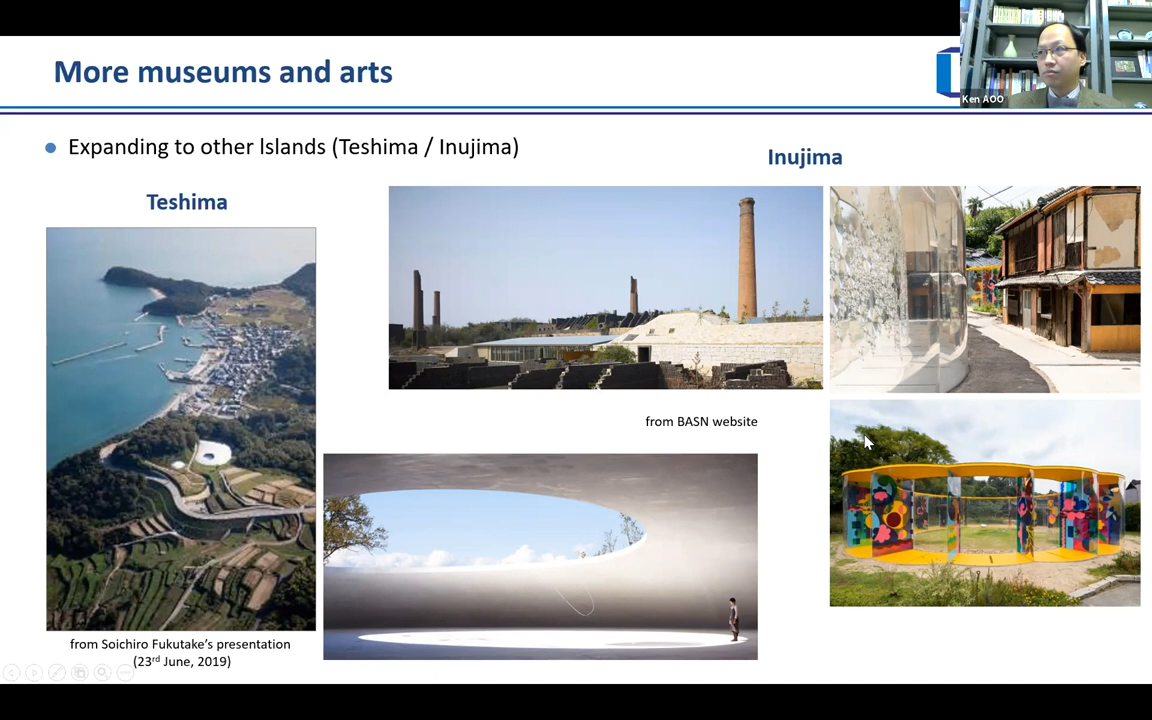 More museums and arts
Ken AOO
Expanding to other Islands (Teshima / Inujima)
Inujima
Teshima
from BASN website
from Soichiro Fukutake's presentation
(23rd June, 2019)